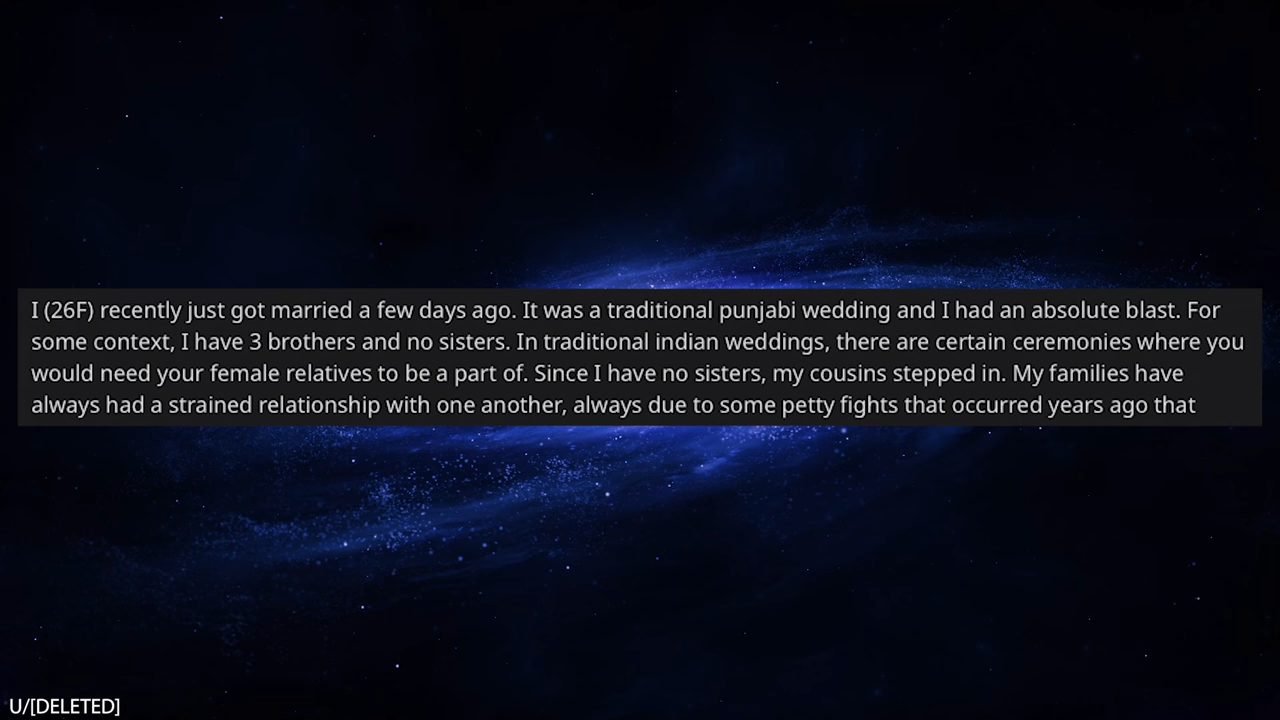 I (26F) recently just got married a few days ago. It was a traditional punjabi wedding and I had an absolute blast. For
some context, I have 3 brothers and no sisters. In traditional indian weddings, there are certain ceremonies where you
would need your female relatives to be a part of. Since I have no sisters, my cousins stepped in. My families have
always had a strained relationship with one another, always due to some petty fights that occurred years ago that
U/[DELETED]